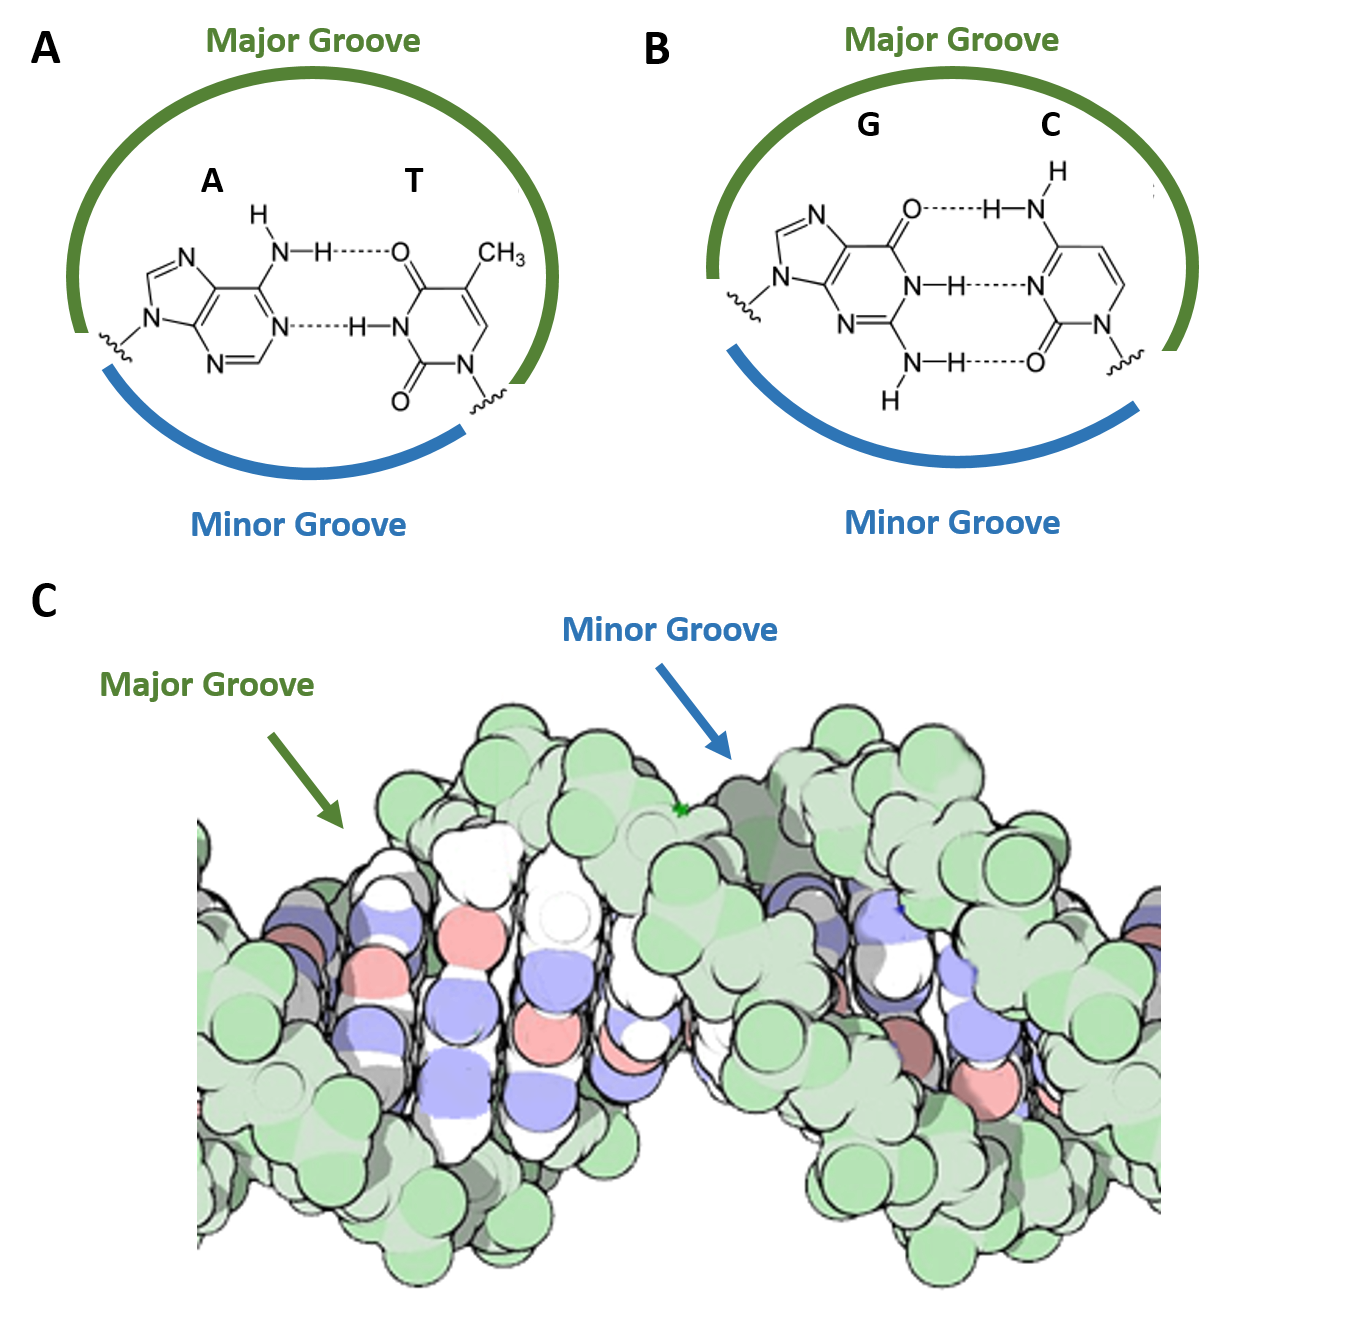 A
Major Groove
A T
H
N H O CH₃
N
N N H N
N N
O
Minor Groove
B
Major Groove
G C
H
O H N
N
N N H N
N N
N H O
H
Minor Groove
C
Minor Groove
Major Groove